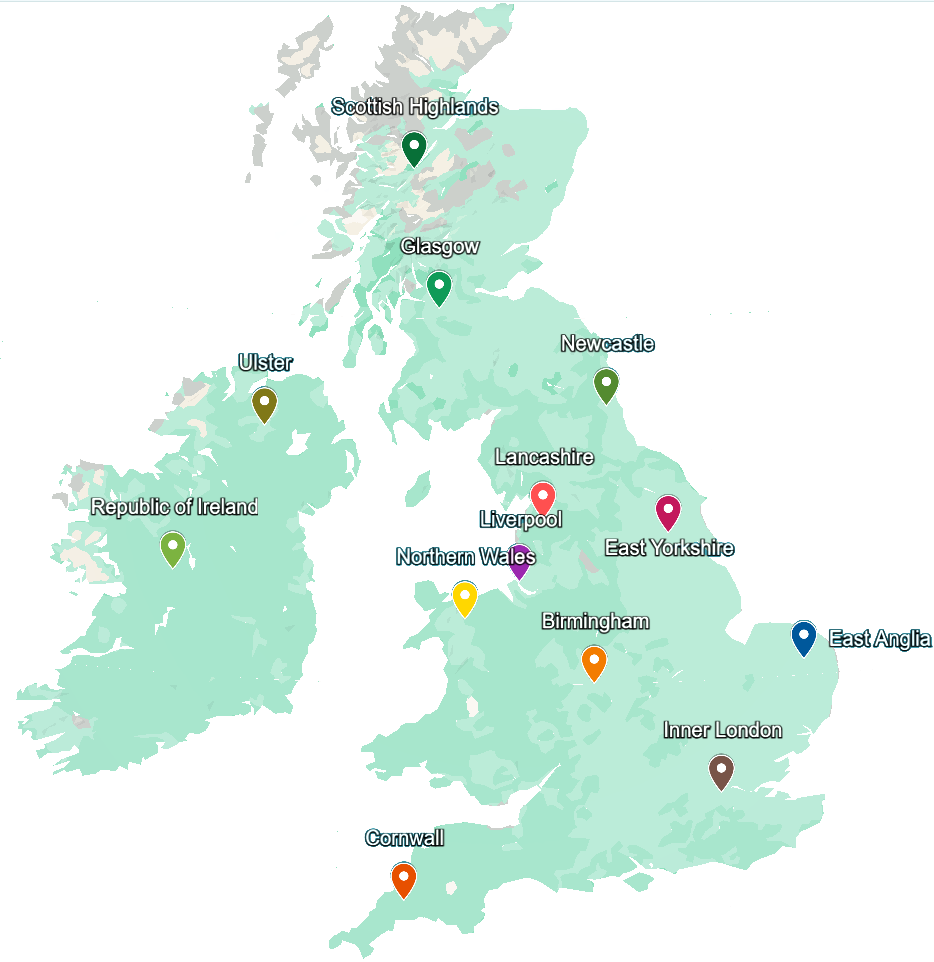 Scottish Highlands
Glasgow
Newcastle
Ulster
Lancashire
Republic of Ireland
Liverpool
East Yorkshire
Northern Wales
Birmingham
East Anglia
Inner London
Cornwall